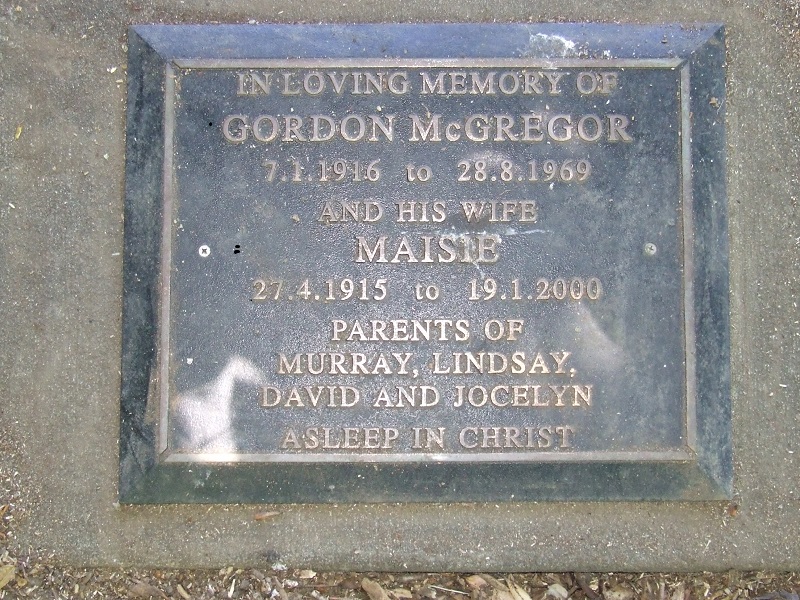 IN LOVING MEMORY OF
GORDON McGREGOR
7.1.1916 to 28.8.1969
AND HIS WIFE
MAISIE
27.4.1915 to 19.1.2000
PARENTS OF
MURRAY, LINDSAY,
DAVID AND JOCELYN
ASLEEP IN CHRIST